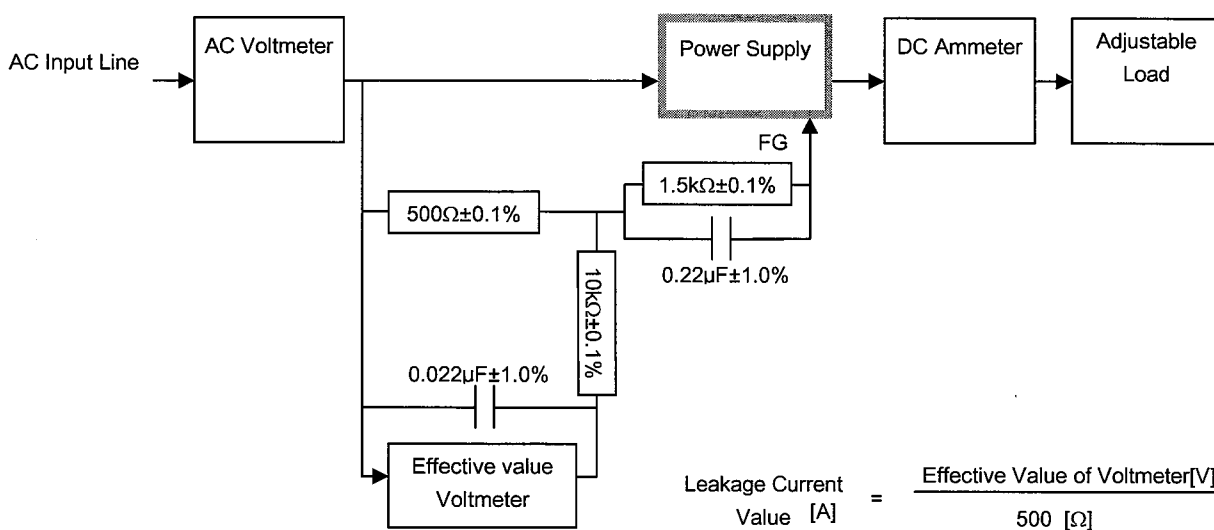 AC Input Line
AC Voltmeter
Power Supply
DC Ammeter
Adjustable
Load
FG
1.5kΩ±0.1%
500Ω±0.1%
0.22µF±1.0%
10kΩ±0.1%
0.022µF±1.0%
Effective value
Voltmeter
Leakage Current
Value [A]
=
Effective Value of Voltmeter[V]
500 [Ω]